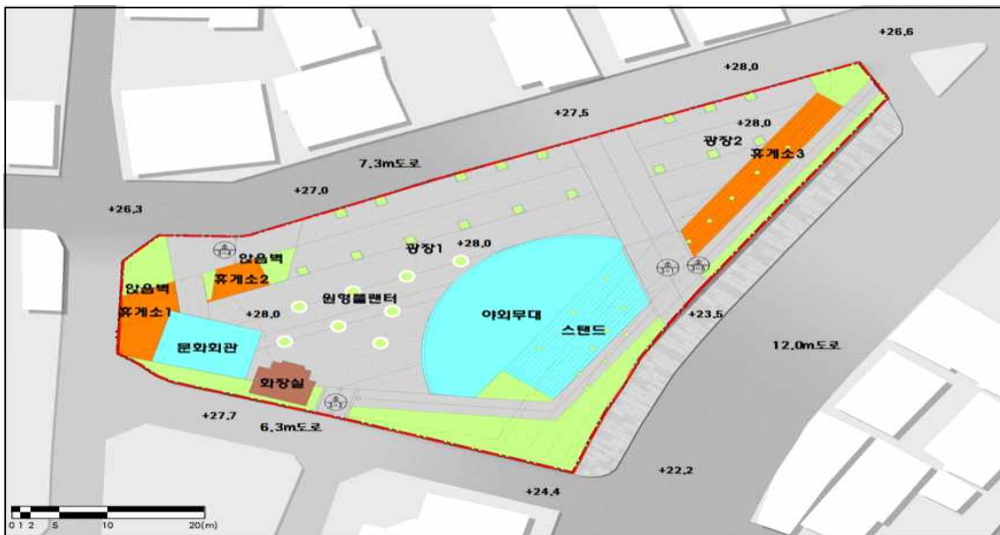 +26.6
+28.0
+27.5
+28.0
광장2
휴게소3
7.3m도로
+27.0
+26.3
앉음벽
광장1
+28.0
휴게소2
앉음벽
원형플랜터
휴게소1
+28.0
야외무대
스탠드
+23.5
12.0m도로
문화회관
화장실
+27.7
6.3m도로
+22.2
+24.4
0 1 2 5 10 20(m)